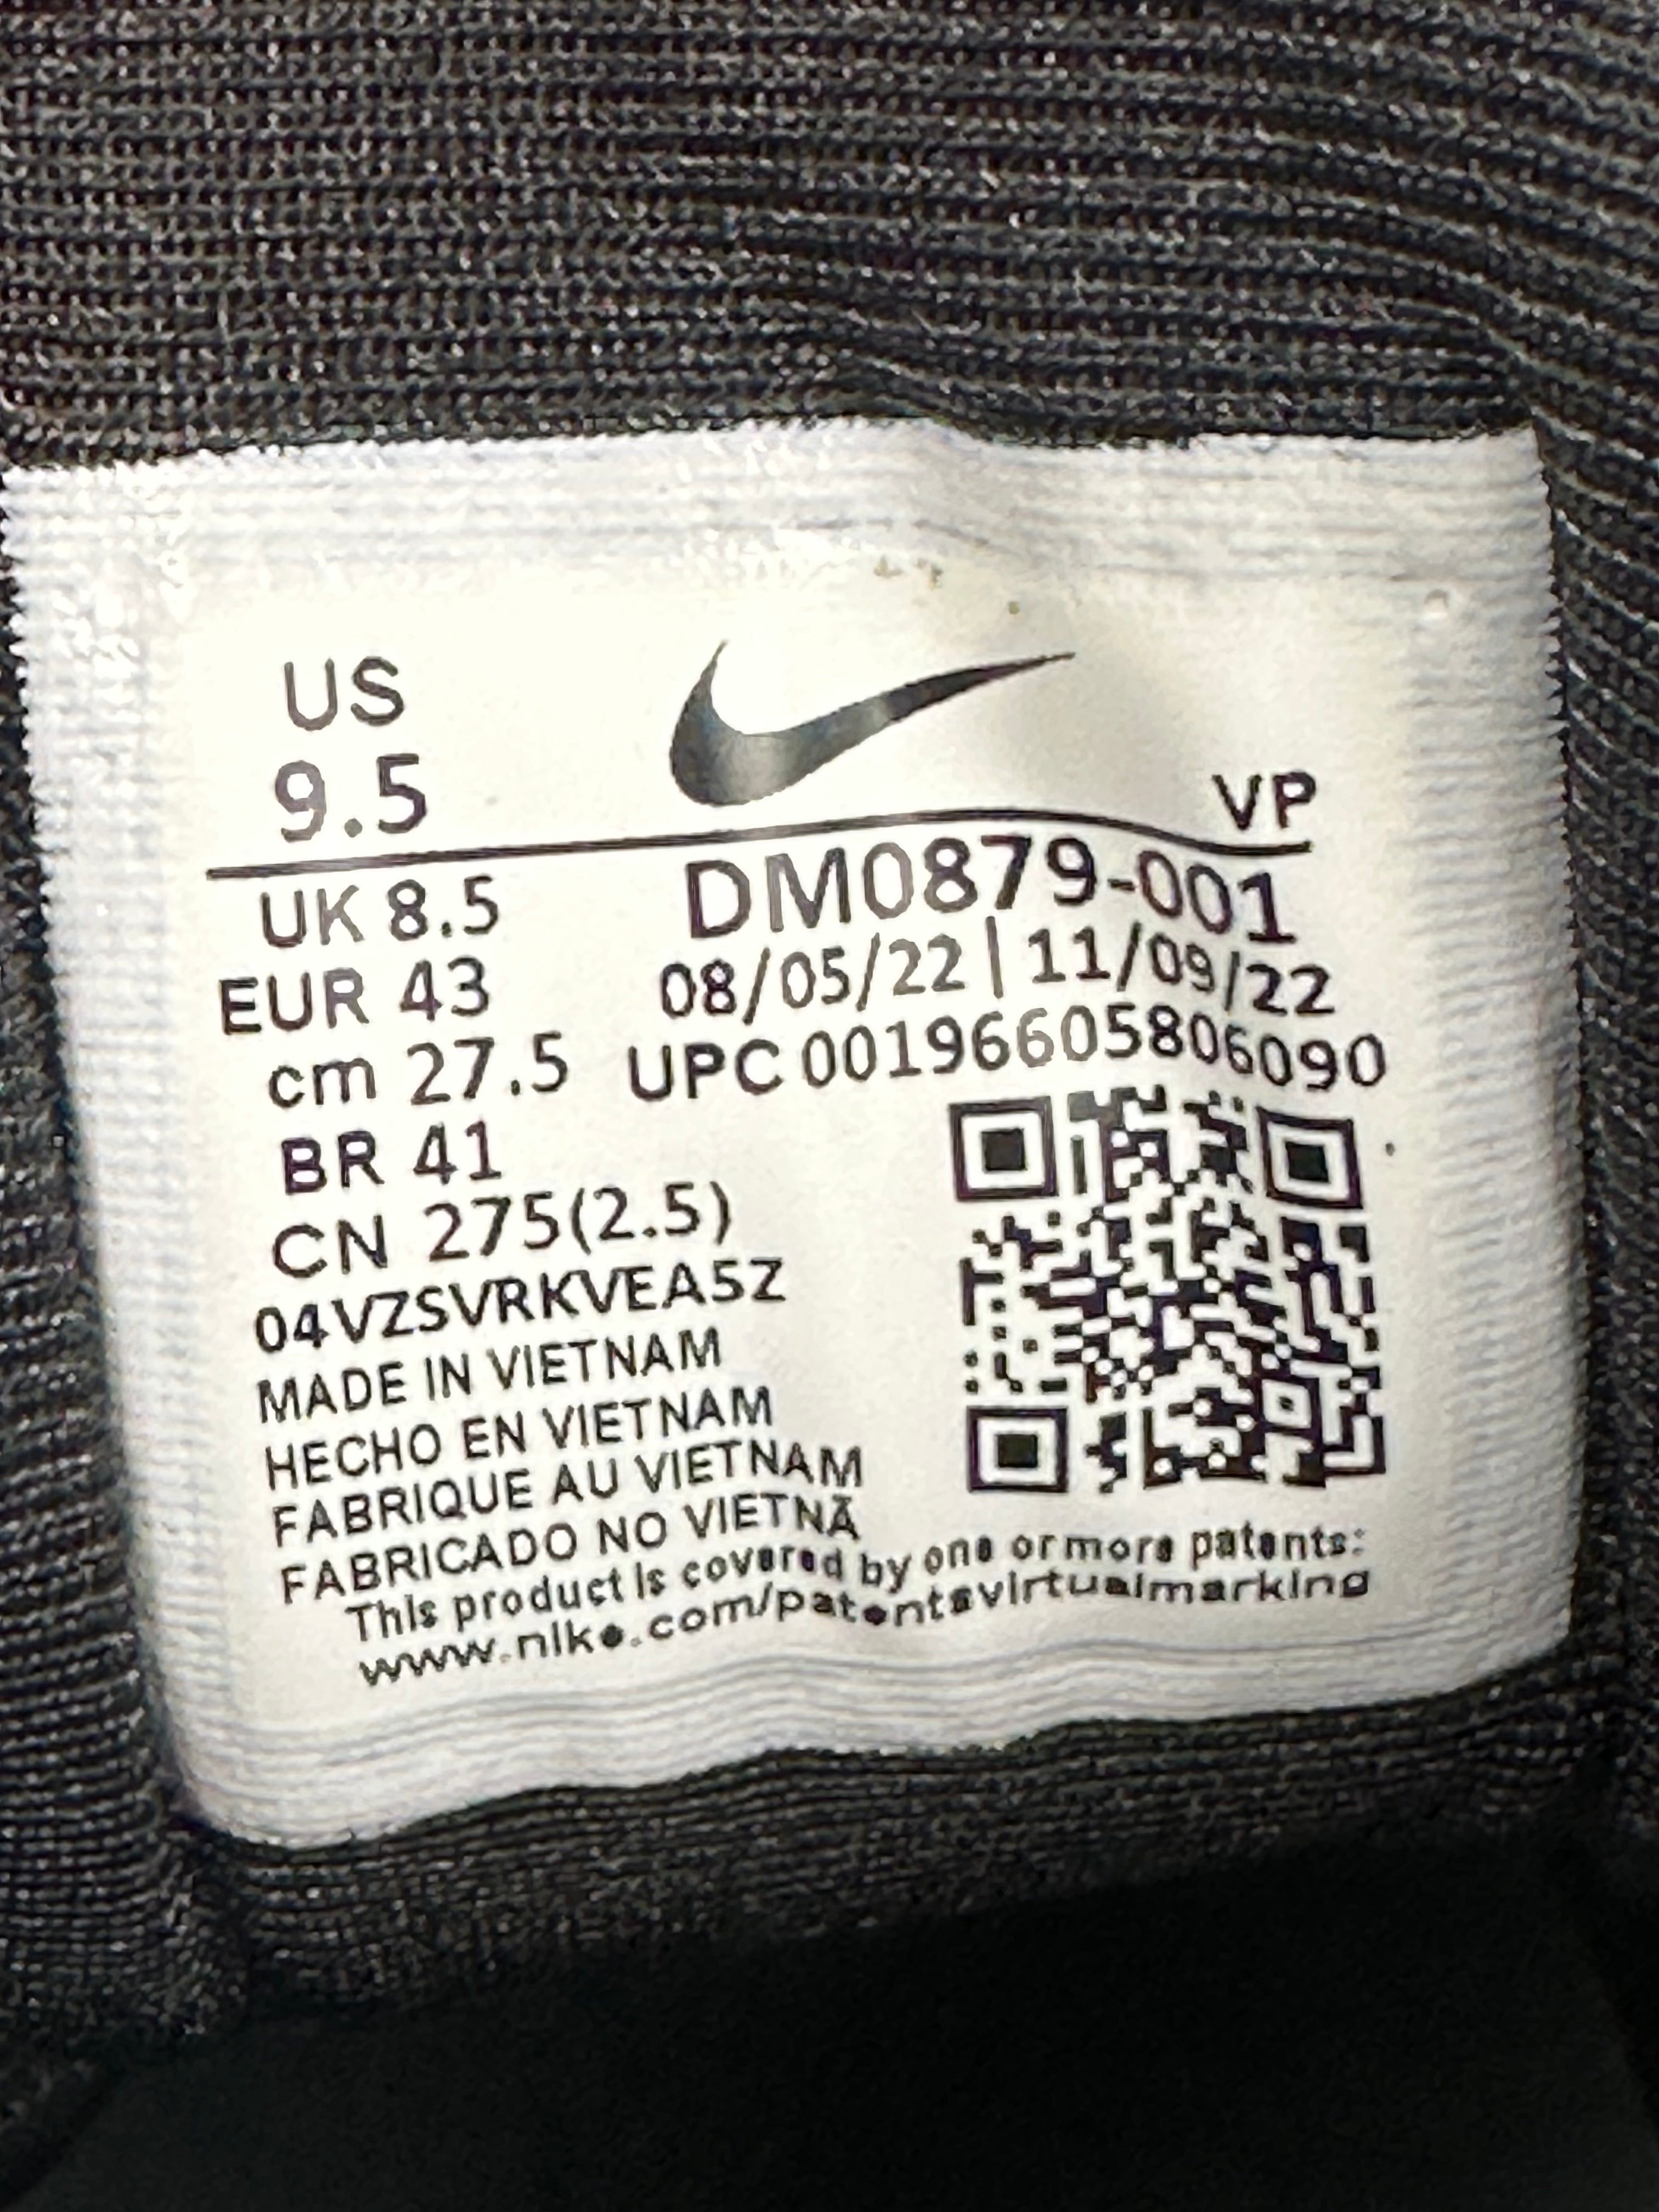 US
9.5
VP
UK 8.5
DM0879-001
EUR 43
08/05/22 | 11/09/22
cm 27.5
UPC 00196605806090
BR 41
CN 275(2.5)
04VZSVRKVEA5Z
MADE IN VIETNAM
HECHO EN VIETNAM
FABRIQUE AU VIETNAM
FABRICADO NO VIETNÃ
This product is covered by one or more patents:
www.nike.com/patentsvirtualmarking